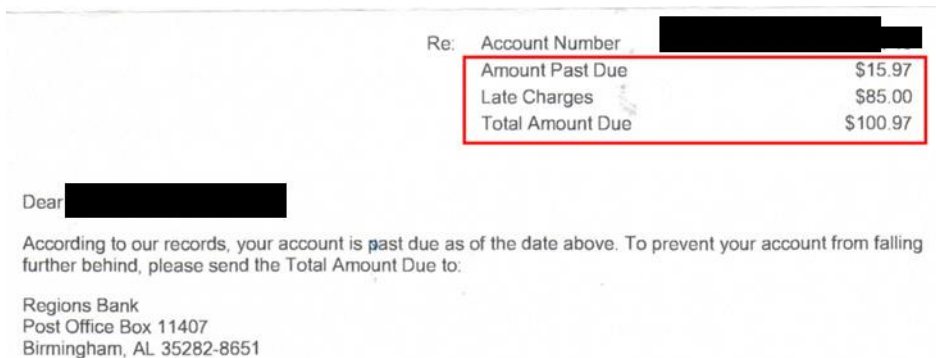 Re: Account Number
Amount Past Due $15.97
Late Charges $85.00
Total Amount Due $100.97
Dear
According to our records, your account is past due as of the date above. To prevent your account from falling
further behind, please send the Total Amount Due to:
Regions Bank
Post Office Box 11407
Birmingham, AL 35282-8651